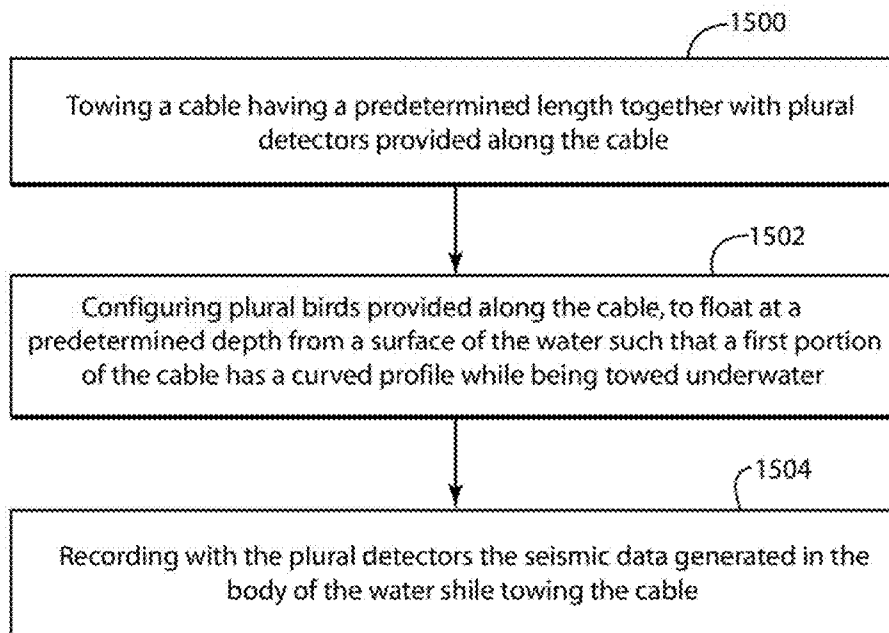 1500
Towing a cable having a predetermined length together with plural
detectors provided along the cable
1502
Configuring plural birds provided along the cable, to float at a
predetermined depth from a surface of the water such that a first portion
of the cable has a curved profile while being towed underwater
1504
Recording with the plural detectors the seismic data generated in the
body of the water shile towing the cable